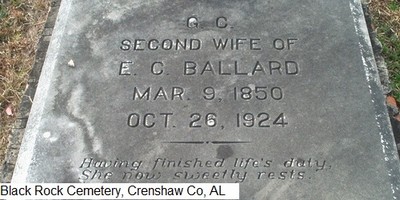 G. C.
SECOND WIFE OF
E. C. BALLARD
MAR. 9, 1850
OCT. 26, 1924
Having finished life's duty,
She now sweetly rests.
Black Rock Cemetery, Crenshaw Co, AL